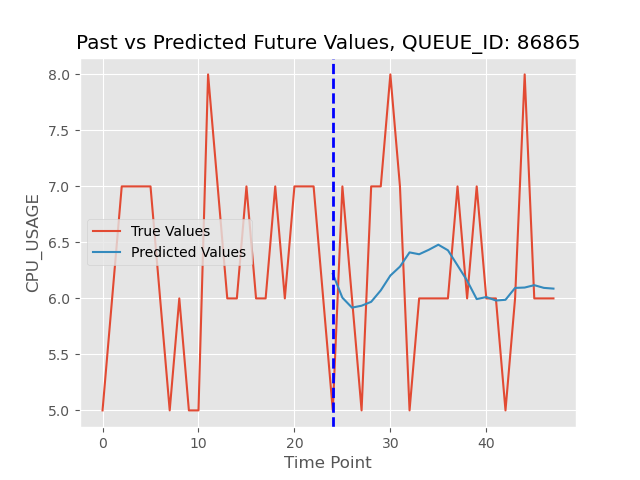 Past vs Predicted Future Values, QUEUE_ID: 86865
8.0
7.5
7.0
6.5
6.0
5.5
5.0
CPU_USAGE
True Values
Predicted Values
0
10
20
30
40
Time Point